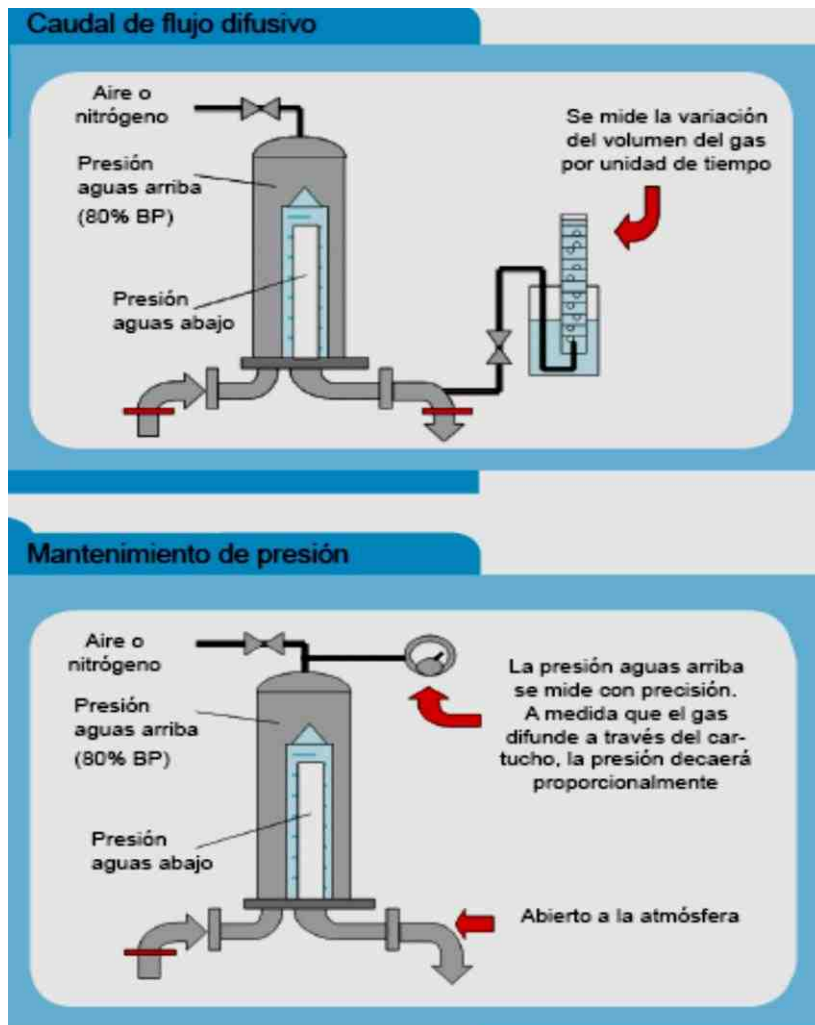 Caudal de flujo difusivo
Aire o
nitrógeno
Presión
aguas arriba
(80% BP)
Presión
aguas abajo
Se mide la variación
del volumen del gas
por unidad de tiempo
Mantenimiento de presión
Aire o
nitrógeno
Presión
aguas arriba
(80% BP)
Presión
aguas abajo
La presión aguas arriba
se mide con precisión.
A medida que el gas
difunde a través del car-
tucho, la presión decaerá
proporcionalmente
Abierto a la atmósfera